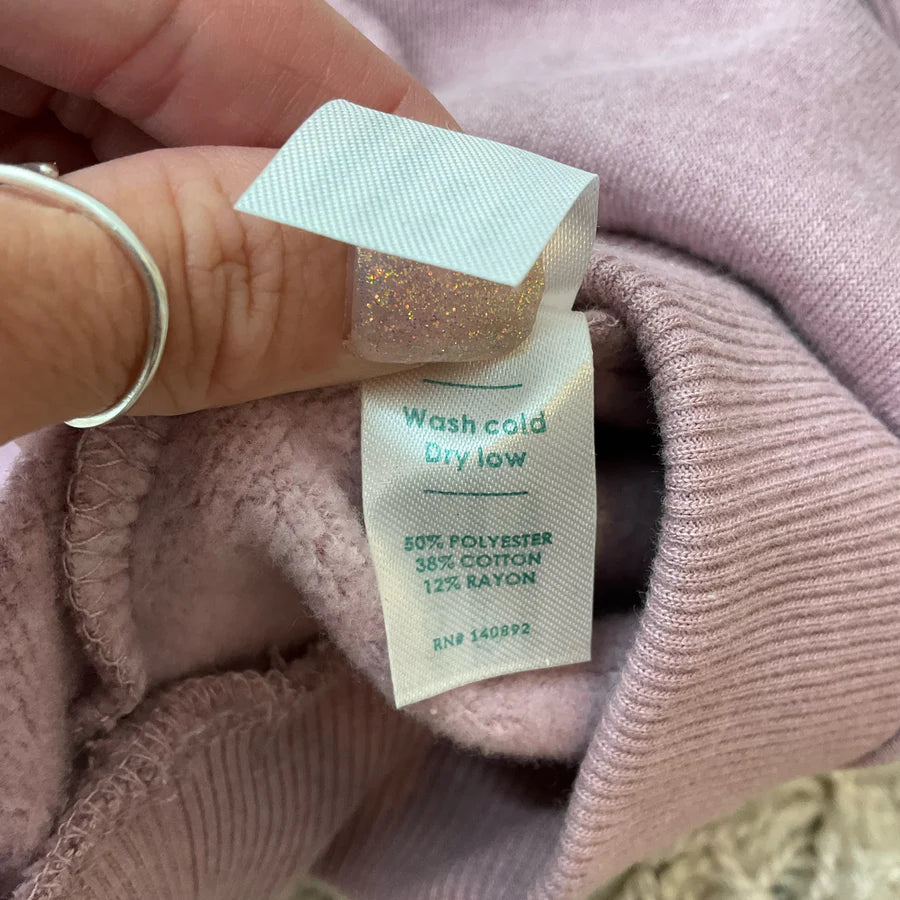 Wash cold
Dry low
50% POLYESTER
38% COTTON
12% RAYON
RN# 140892